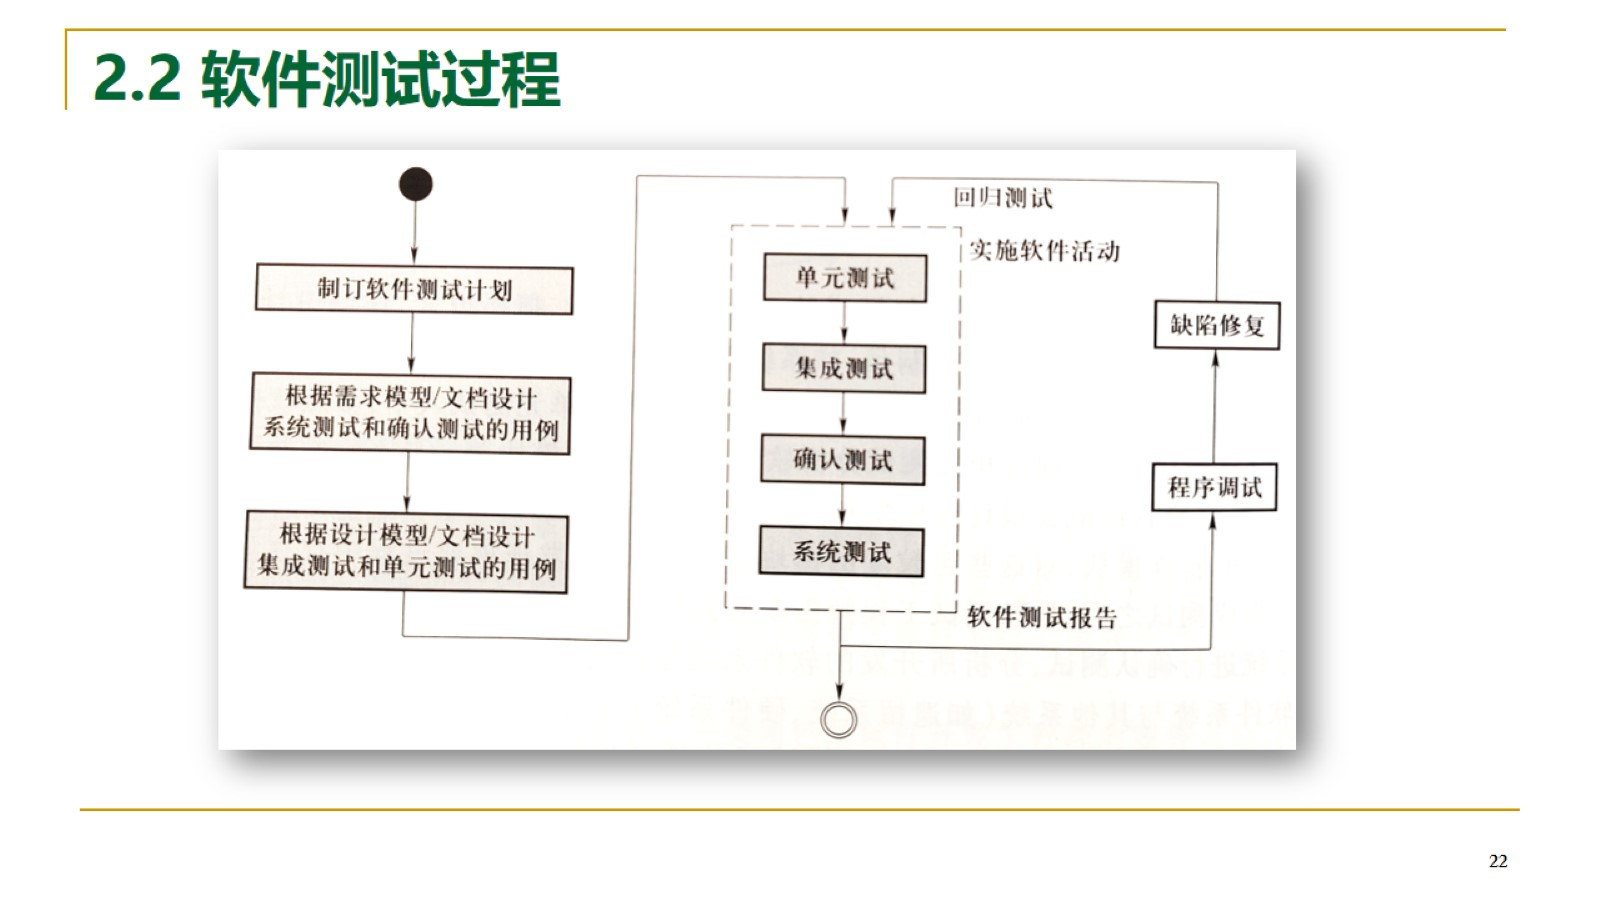 2.2 软件测试过程
制订软件测试计划
根据需求模型/文档设计
系统测试和确认测试的用例
根据设计模型/文档设计
集成测试和单元测试的用例
回归测试
实施软件活动
单元测试
集成测试
确认测试
系统测试
软件测试报告
缺陷修复
程序调试
22